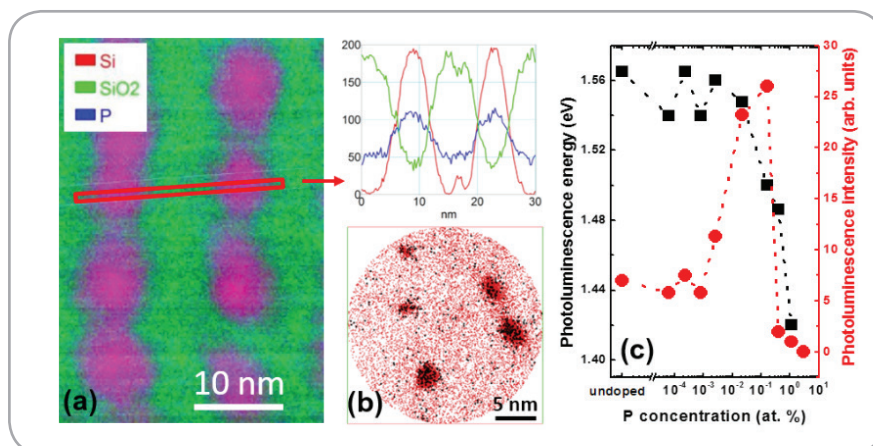 Si
SiO2
P
(a)
10 nm
200
150
100
50
0
0
10
20
30
nm
(b)
5 nm
Photoluminescence energy (eV)
1.56
1.52
1.48
1.44
1.40
undoped
10⁻⁴
10⁻³
10⁻²
10⁻¹
10⁰
10¹
P concentration (at. %)
(c)
30
25
20
15
10
5
0
Photoluminescence Intensity (arb. units)